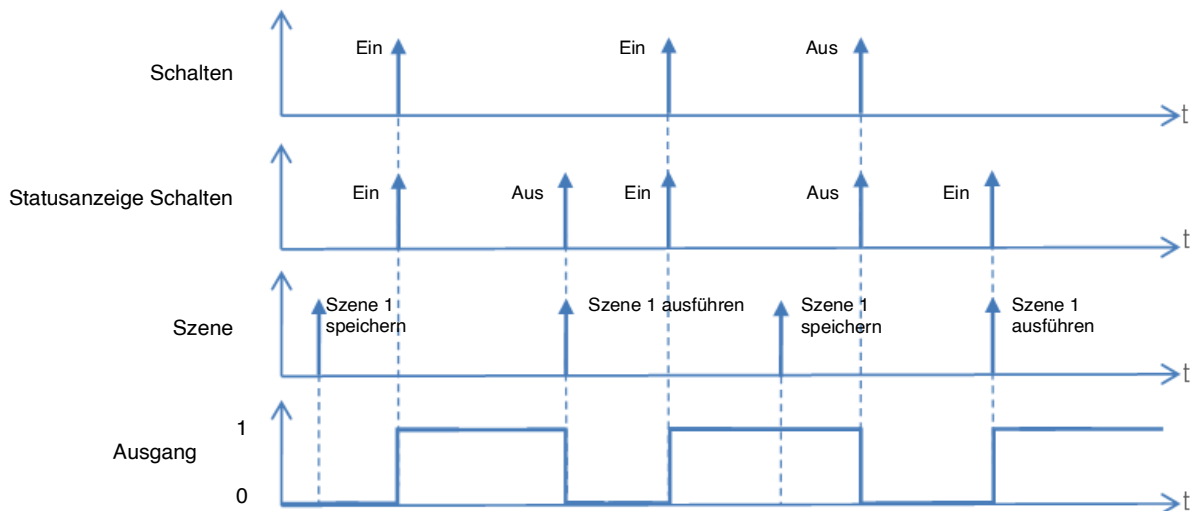 Schalten
Ein
Ein
Aus
t
Statusanzeige Schalten
Ein
Aus
Ein
Aus
Ein
t
Szene
Szene 1
speichern
Szene 1 ausführen
Szene 1
speichern
Szene 1
ausführen
t
Ausgang
1
0
t